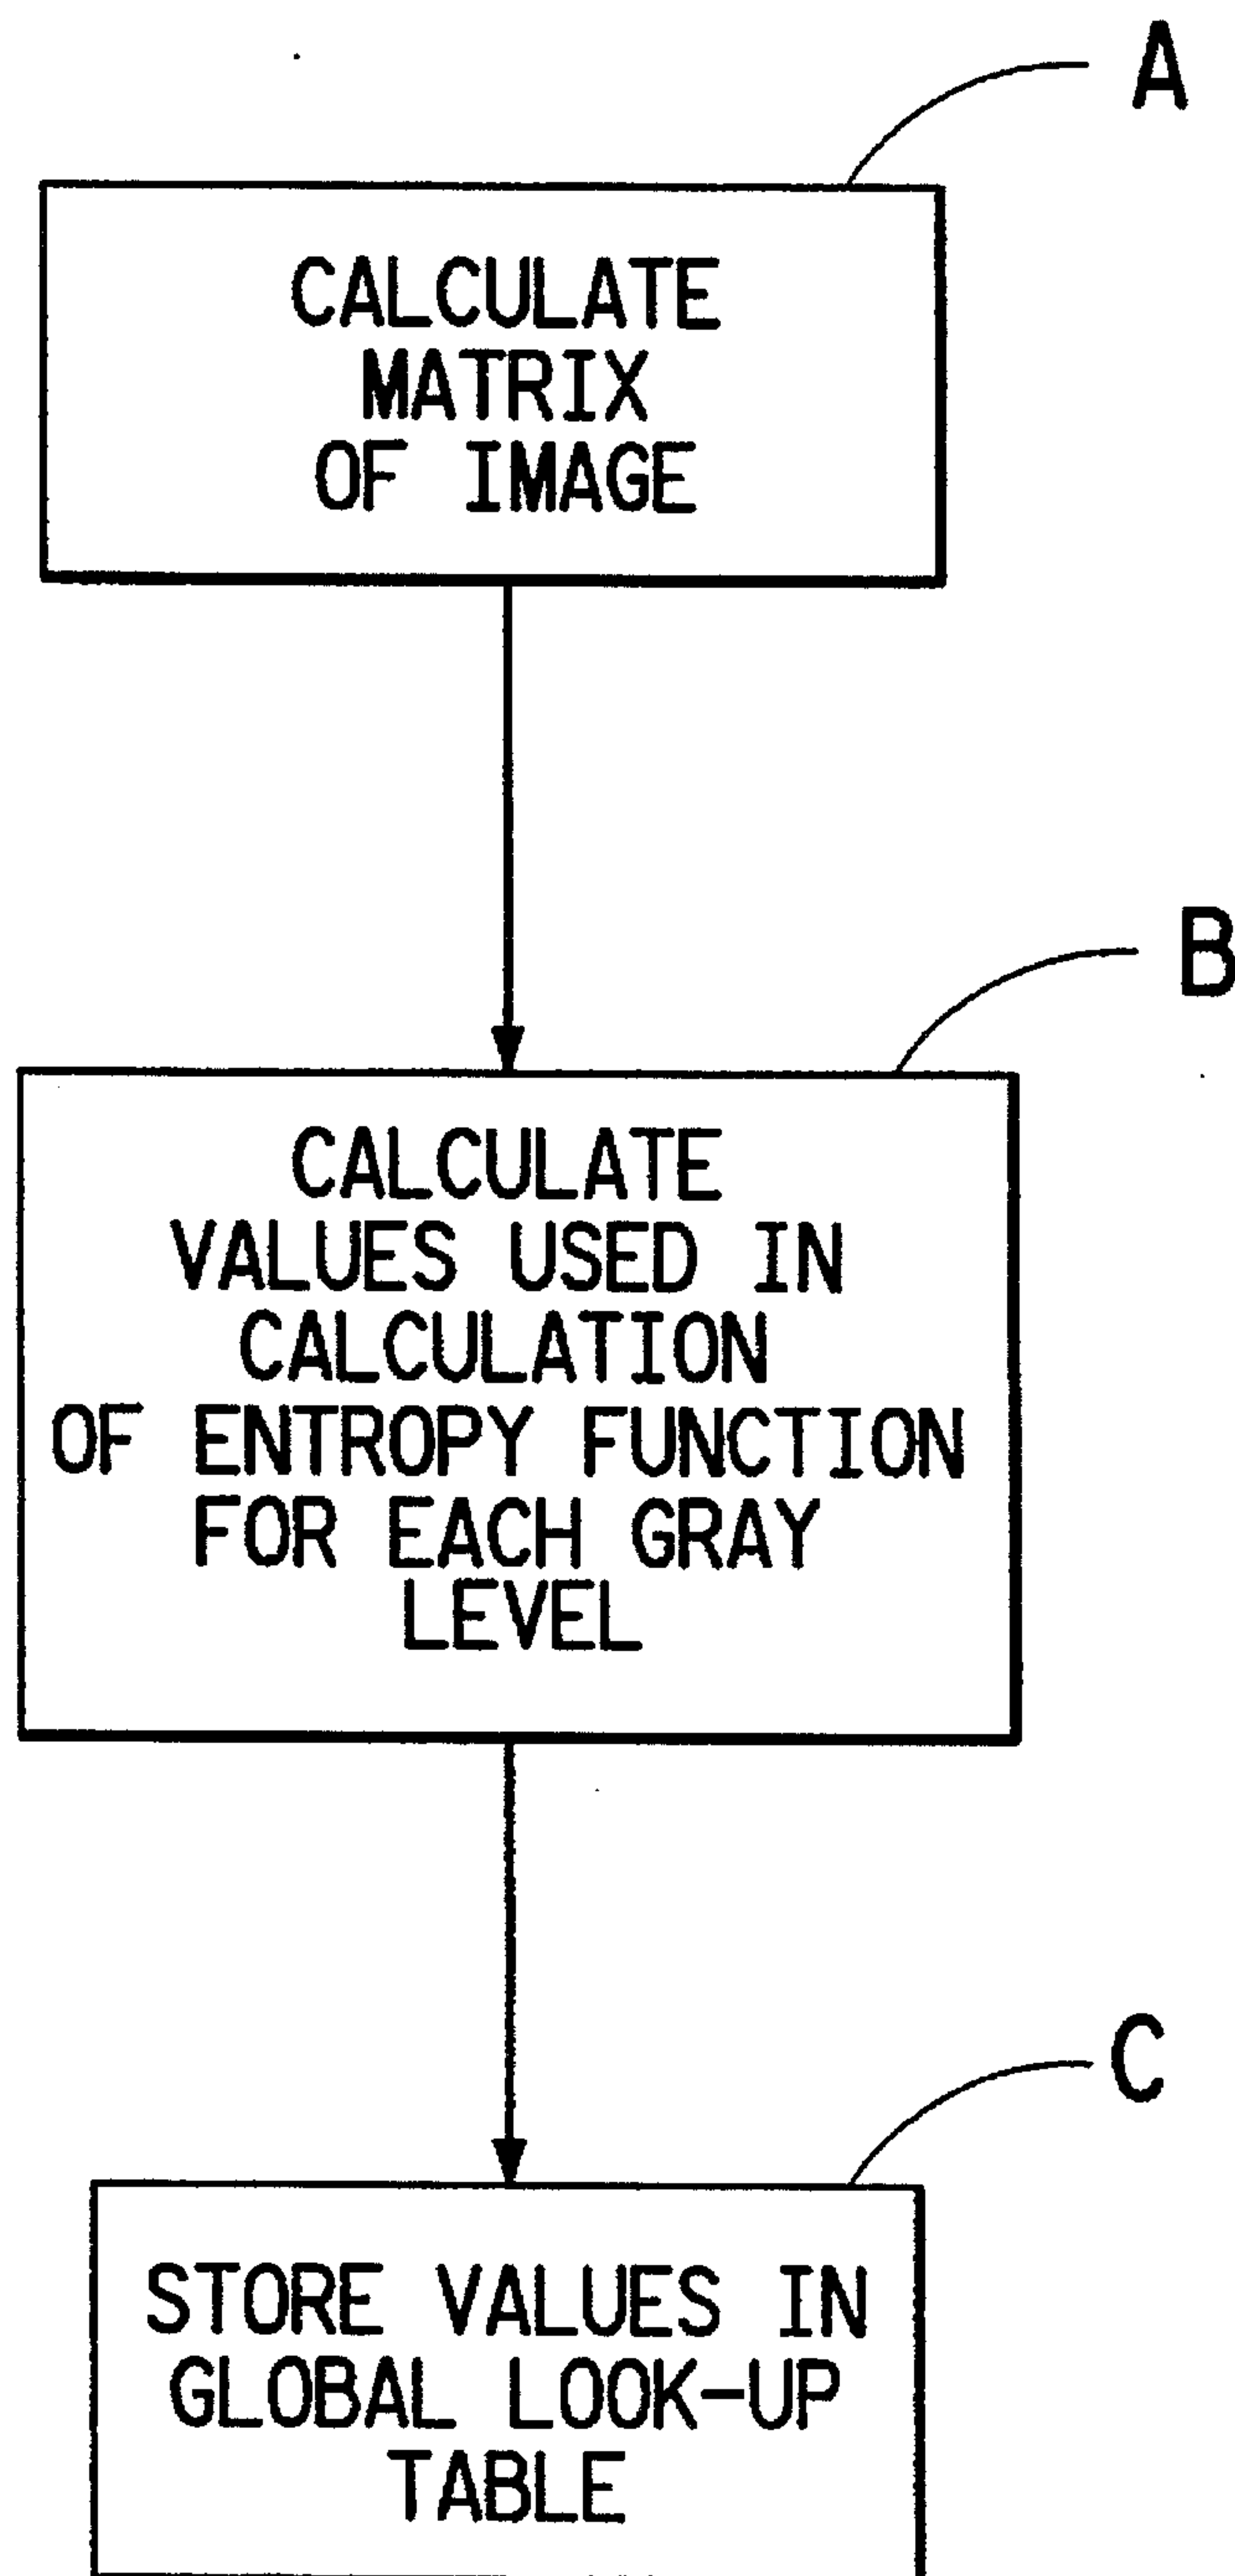 A
CALCULATE
MATRIX
OF IMAGE
B
CALCULATE
VALUES USED IN
CALCULATION
OF ENTROPY FUNCTION
FOR EACH GRAY
LEVEL
C
STORE VALUES IN
GLOBAL LOOK-UP
TABLE